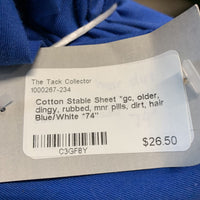 The Tack Collector
1000267-234
Cotton Stable Sheet *gc, older,
dingy, rubbed, mnr pills, dirt, hair
Blue/White *74"
C3GF8Y
$26.50